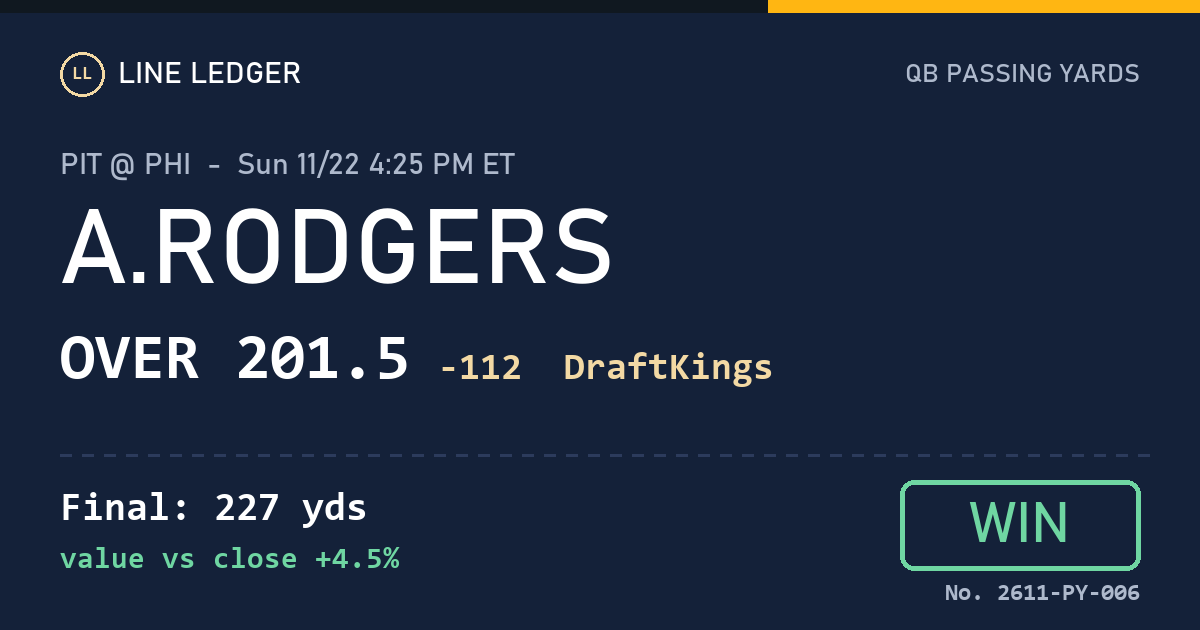 LL LINE LEDGER QB PASSING YARDS
PIT @ PHI - Sun 11/22 4:25 PM ET
A.RODGERS
OVER 201.5 -112 DraftKings
Final: 227 yds
value vs close +4.5%
WIN
No. 2611-PY-006